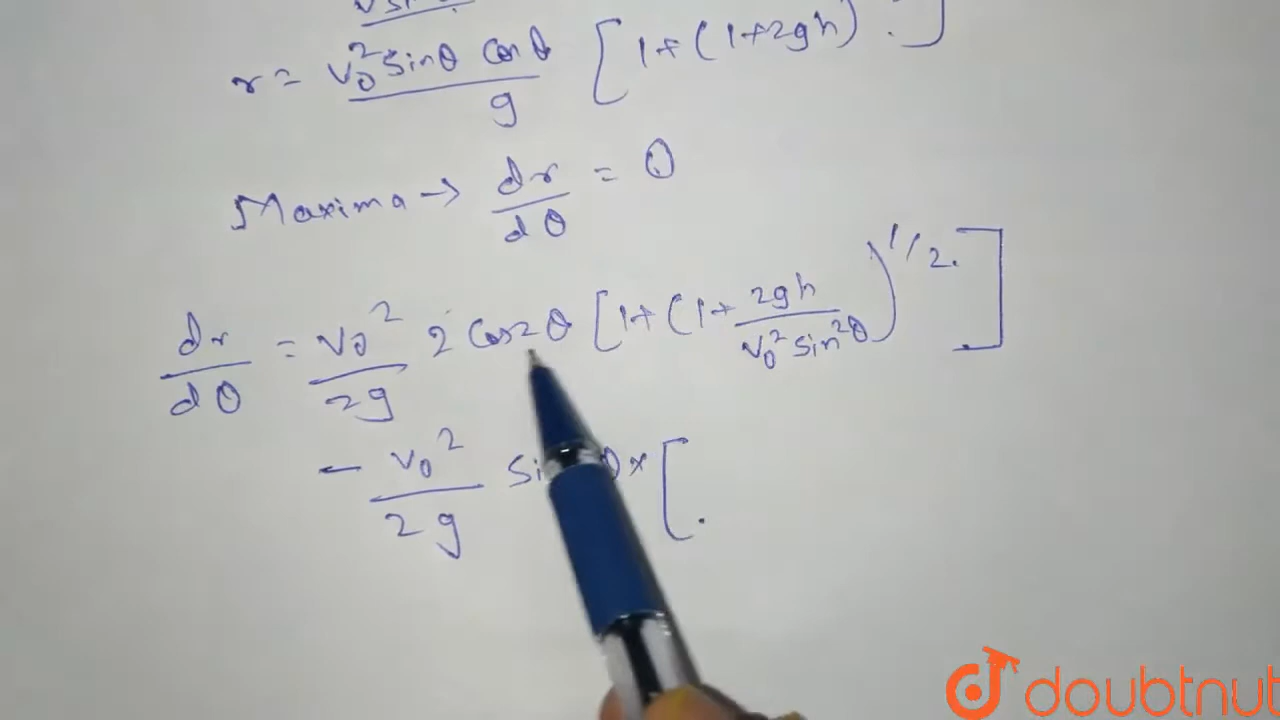 r = v₀² sinθ cosθ / g [1+(1+2gh)
Maxima → dr/dθ = 0
dr/dθ = v₀²/2g 2 cos2θ [1+(1+ 2gh/v₀² sin²θ)^1/2.]
- v₀²/2g θ × [
doubtnut